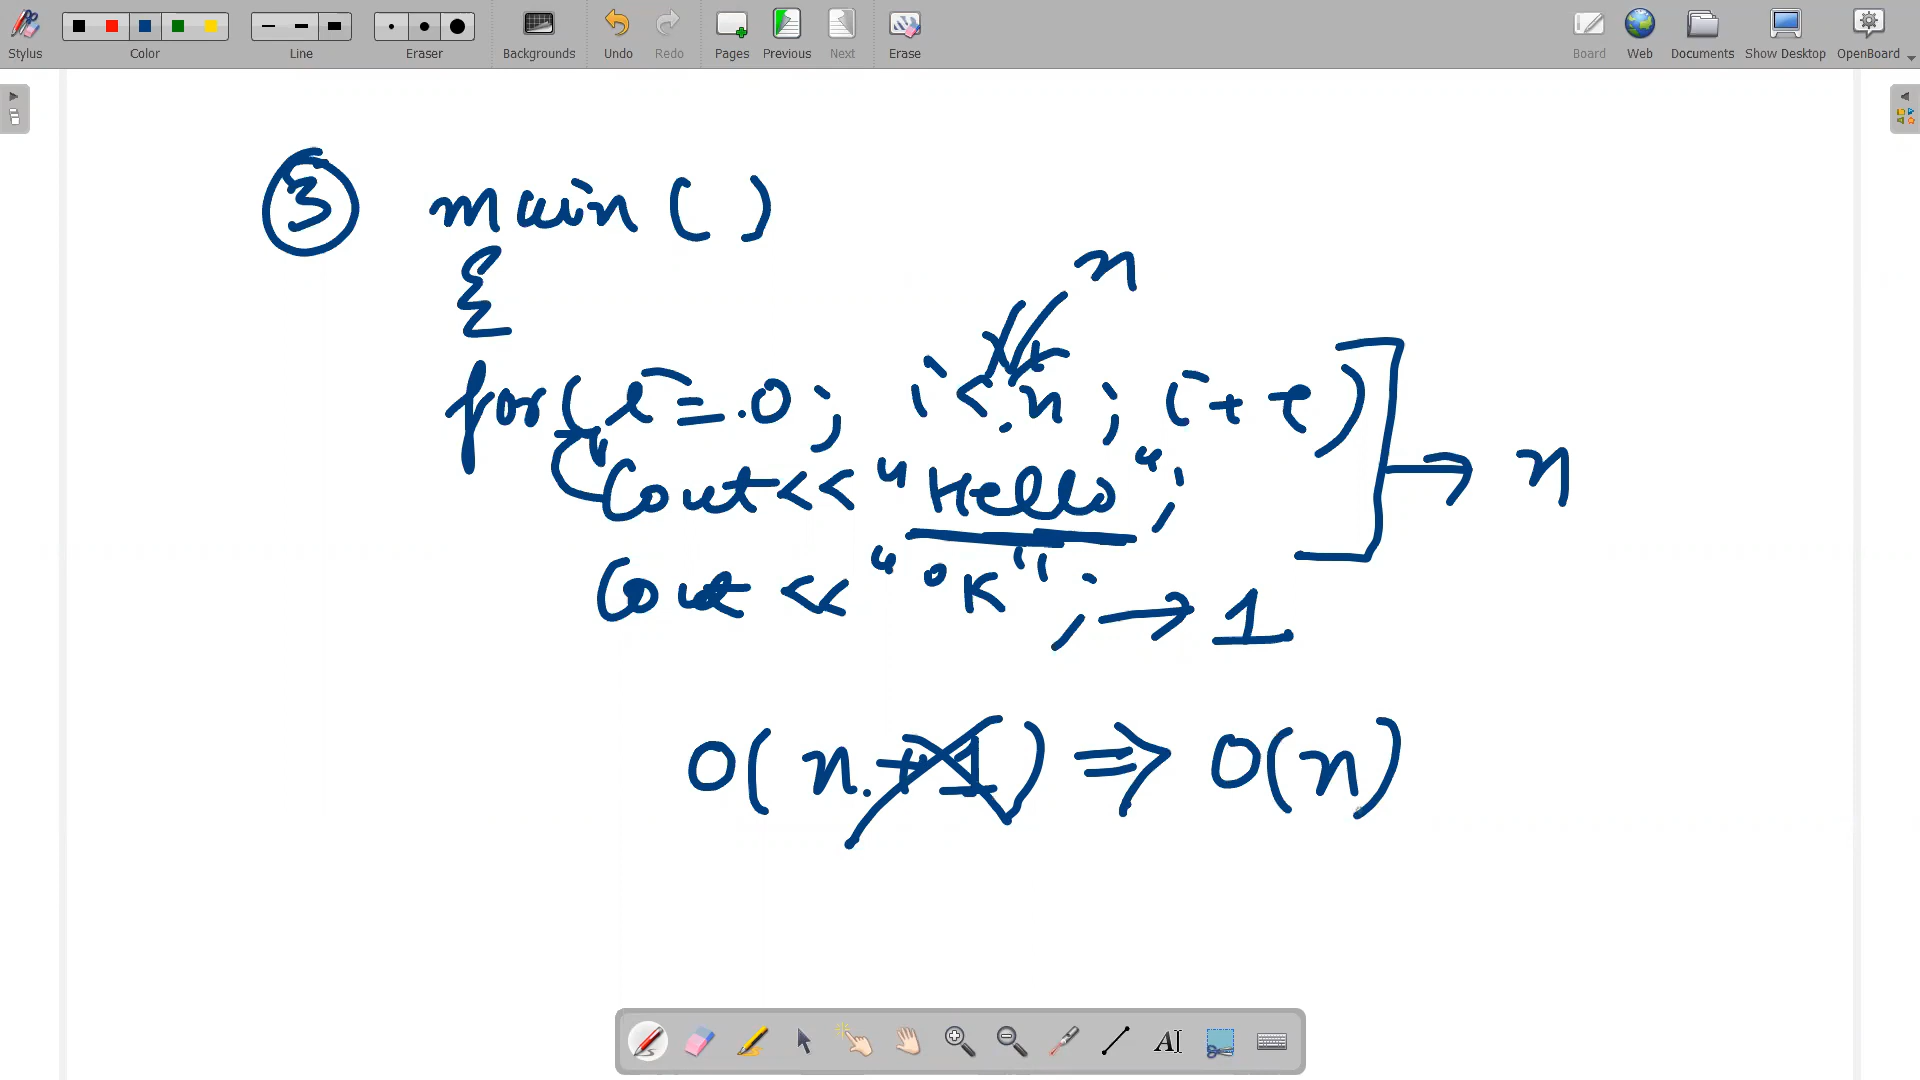 Stylus Color Line Eraser Backgrounds Undo Redo Pages Previous Next Erase Board Web Documents Show Desktop OpenBoard
3 main ( )
{
n
for( i = 0 ; i < n ; i + + ) → n
Cout << "Hello" ;
Cout << "OK" ; → 1
O( n + 1 ) ⇒ O(n)